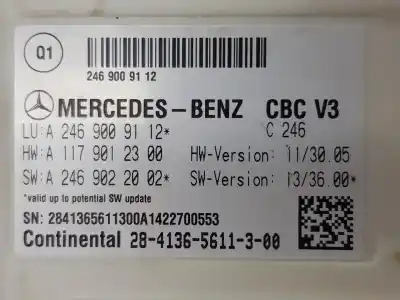 Q1
246 900 91 12
MERCEDES-BENZ CBC V3
LU: A 246 900 91 12* C 246
HW: A 117 901 23 00 HW-Version: 11/30.05
SW: A 246 902 20 02* SW-Version: 13/36.00*
*valid up to potential SW update
SN: 2841365611300A1422700553
Continental 28-4136-5611-3-00